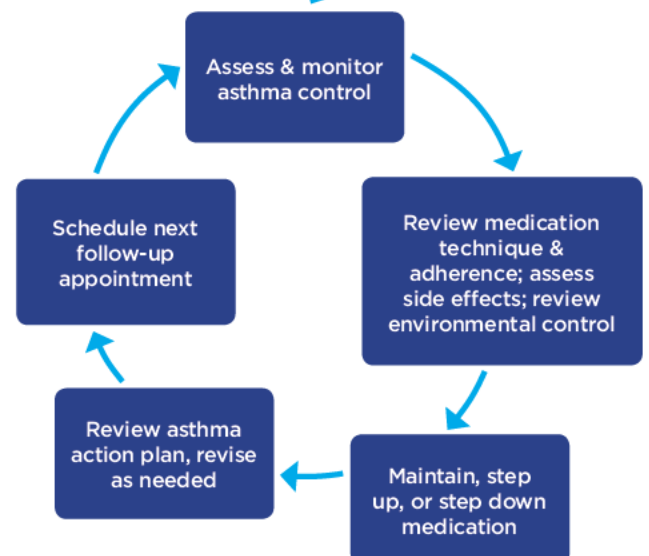 Assess & monitor
asthma control
Review medication
technique &
adherence; assess
side effects; review
environmental control
Maintain, step
up, or step down
medication
Review asthma
action plan, revise
as needed
Schedule next
follow-up
appointment